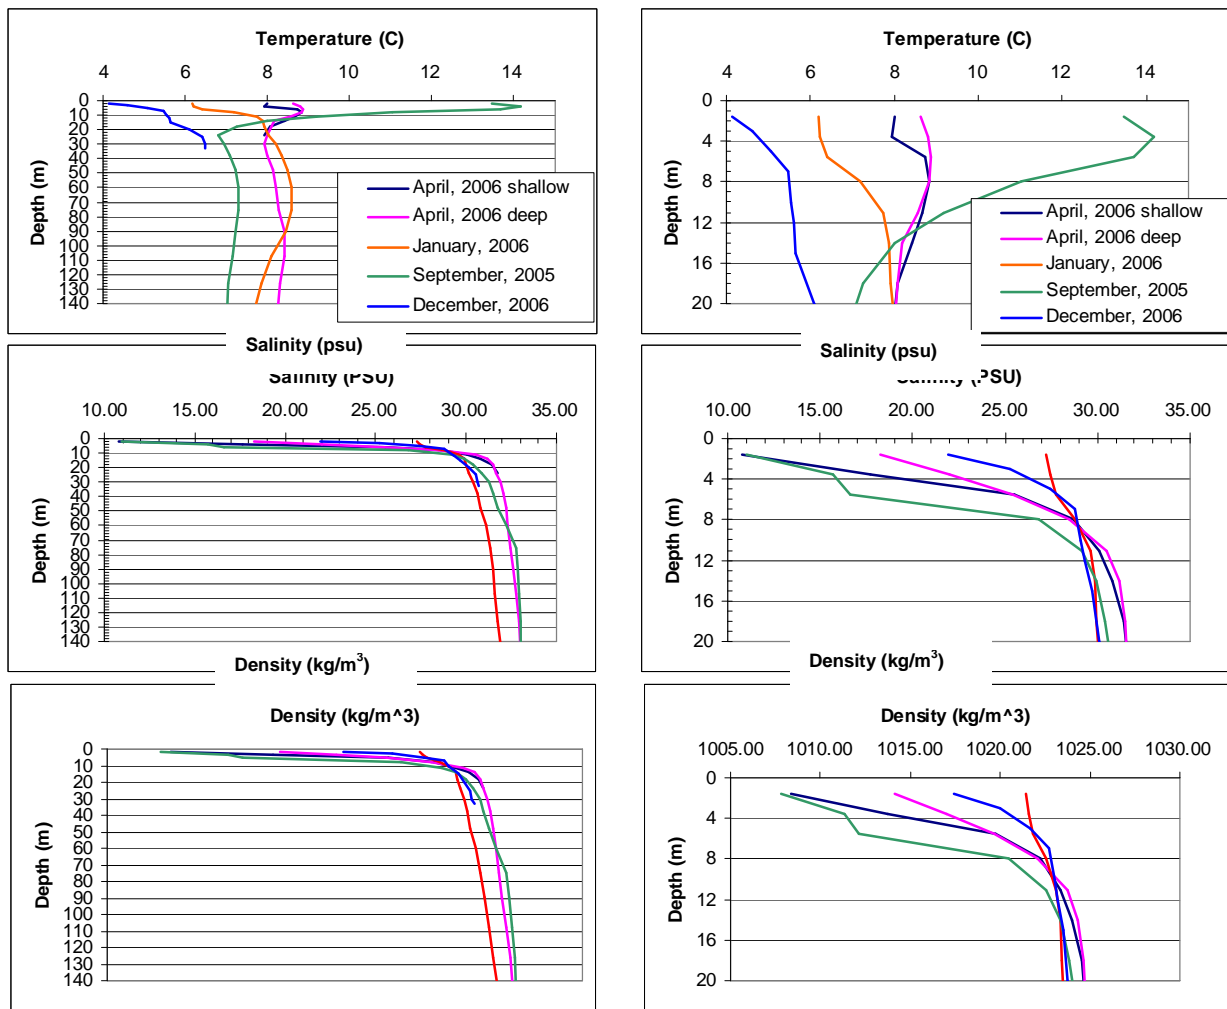 Temperature (C)
4 6 8 10 12 14
0
10
20
30
40
50
60
70
80
90
100
110
120
130
140
Depth (m)
April, 2006 shallow
April, 2006 deep
January, 2006
September, 2005
December, 2006
Temperature (C)
4 6 8 10 12 14
0
4
8
12
16
20
Depth (m)
April, 2006 shallow
April, 2006 deep
January, 2006
September, 2005
December, 2006
Salinity (psu)
Salinity (PSU)
10.00 15.00 20.00 25.00 30.00 35.00
0
10
20
30
40
50
60
70
80
90
100
110
120
130
140
Depth (m)
Salinity (psu)
Salinity (PSU)
10.00 15.00 20.00 25.00 30.00 35.00
0
4
8
12
16
20
Depth (m)
Density (kg/m³)
Density (kg/m^3)
0
10
20
30
40
50
60
70
80
90
100
110
120
130
140
Depth (m)
Density (kg/m³)
Density (kg/m^3)
1005.00 1010.00 1015.00 1020.00 1025.00 1030.00
0
4
8
12
16
20
Depth (m)